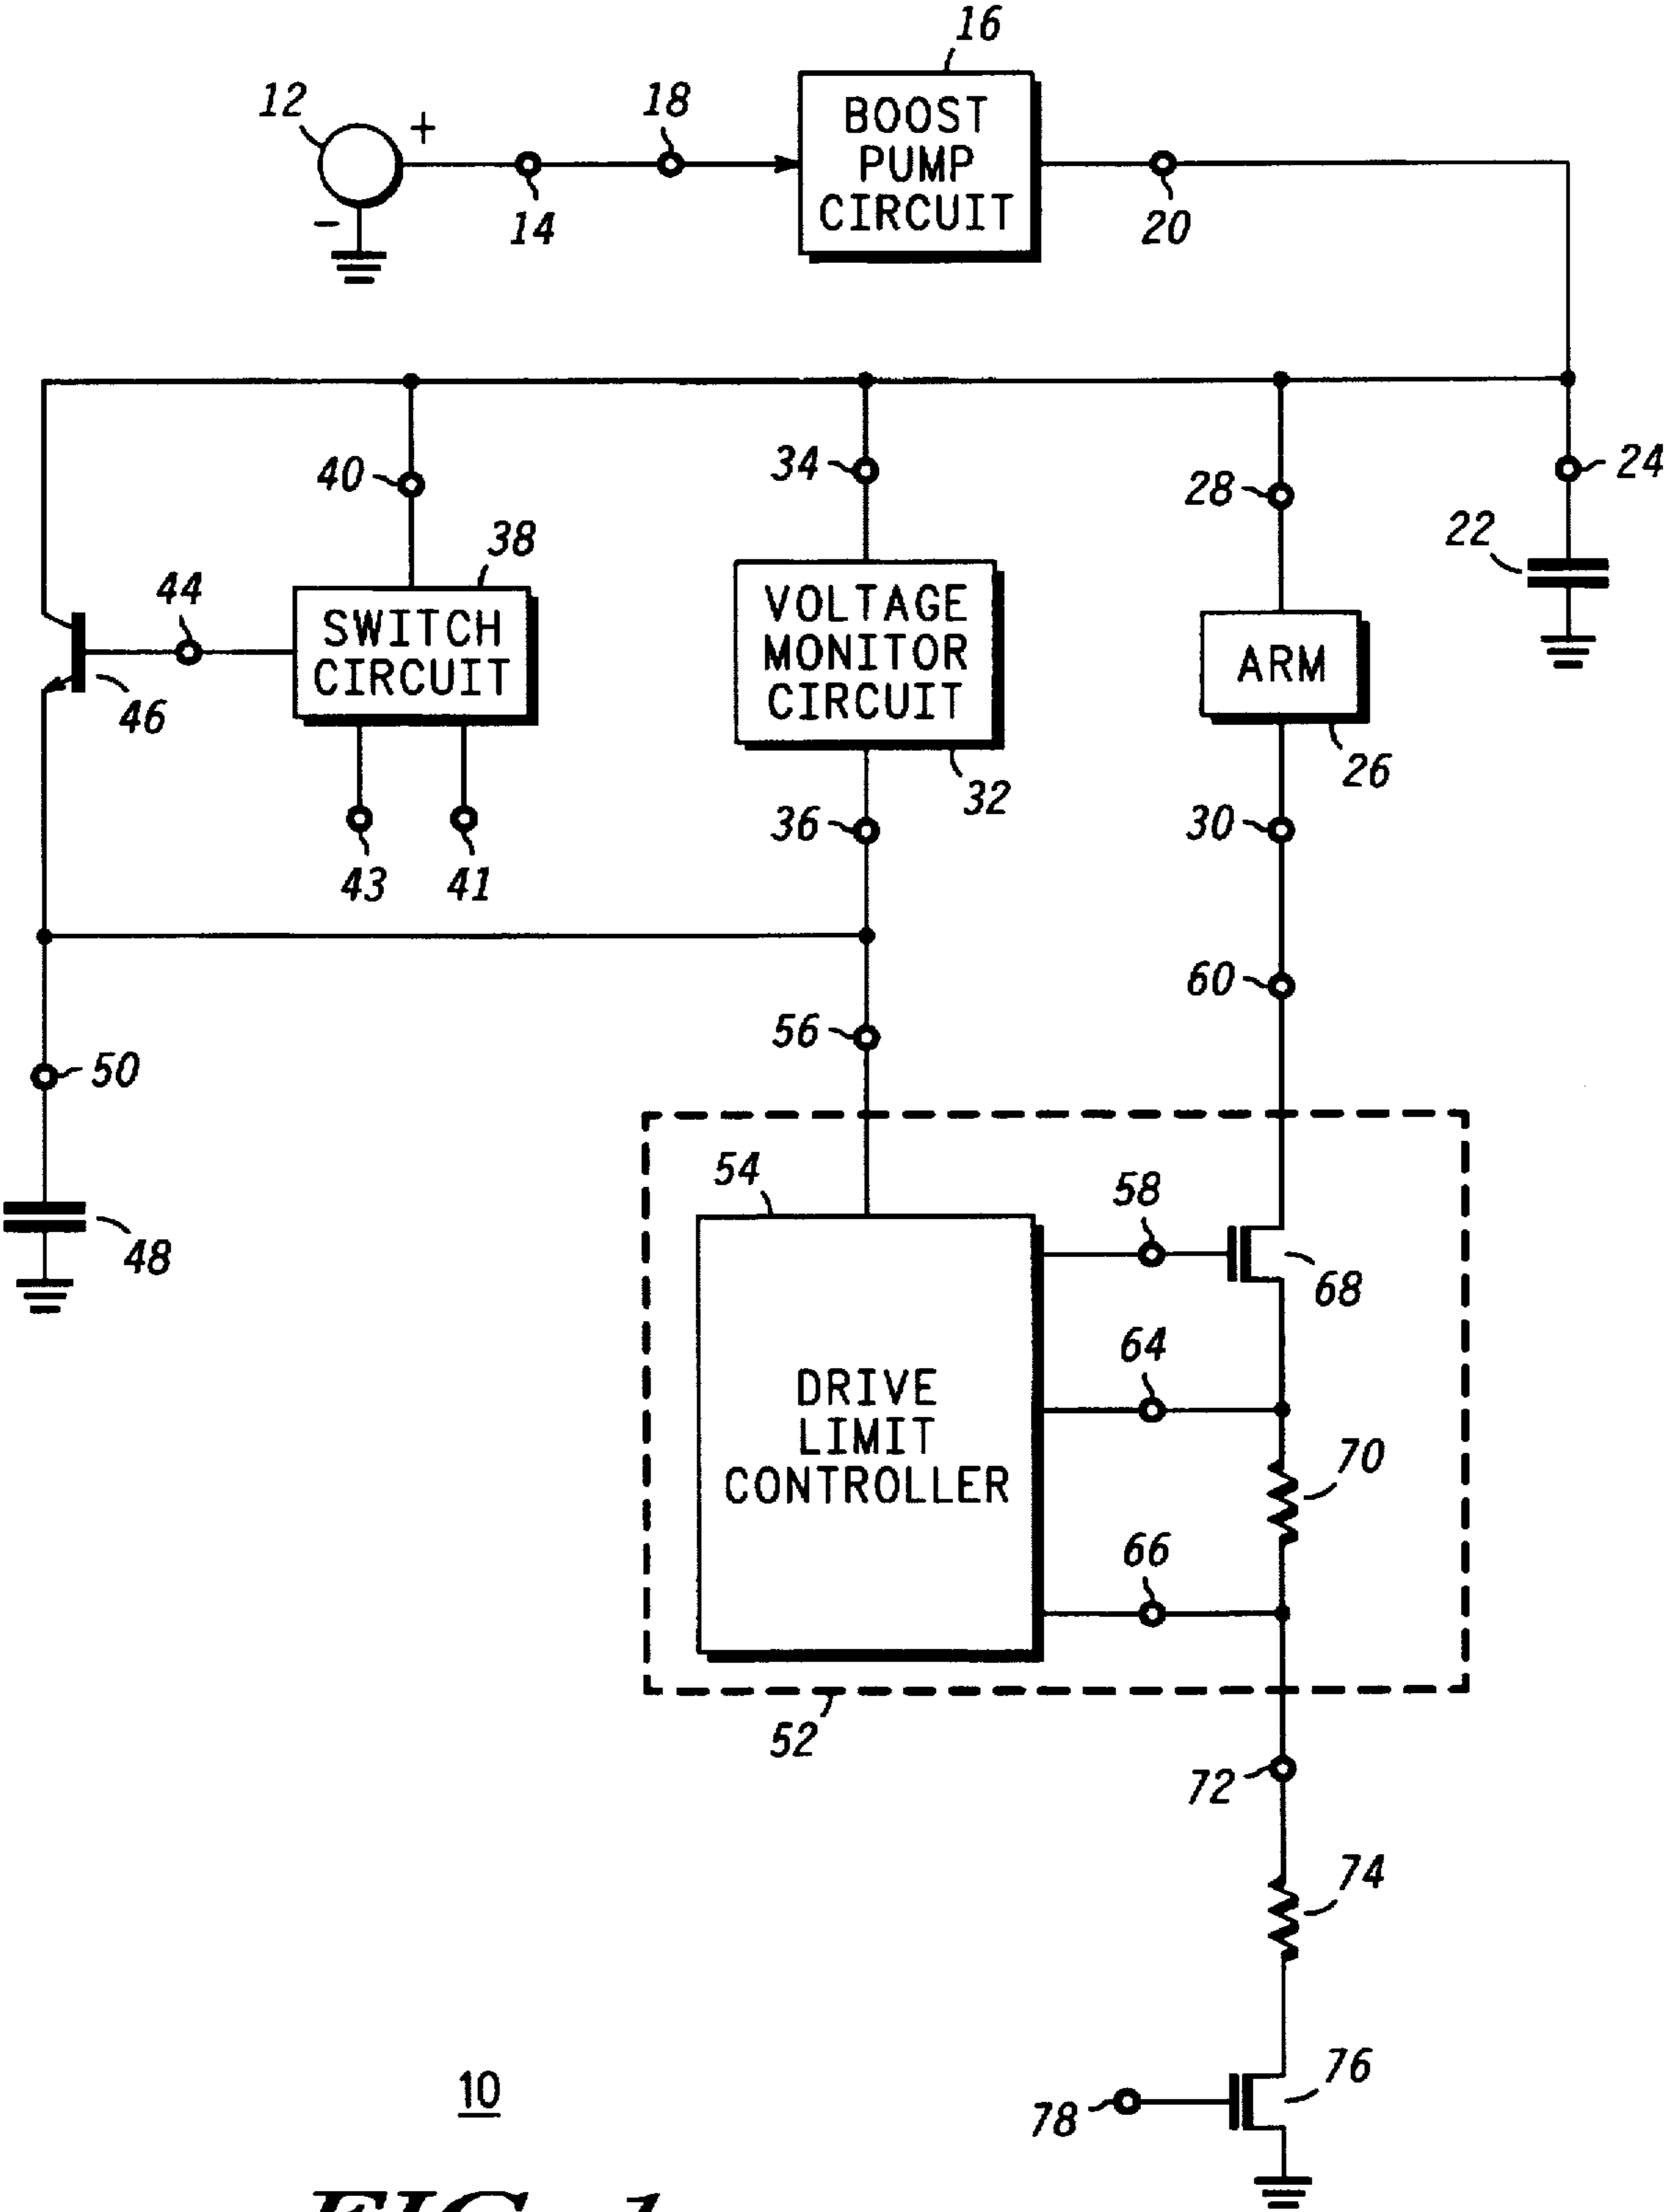 16
12
+
18
BOOST
PUMP
CIRCUIT
-
14
20
40
34
28
24
22
38
44
SWITCH
CIRCUIT
VOLTAGE
MONITOR
CIRCUIT
ARM
46
26
32
36
30
43
41
60
56
50
54
58
48
68
64
DRIVE
LIMIT
CONTROLLER
70
66
52
72
74
76
10
78
FIG. 1